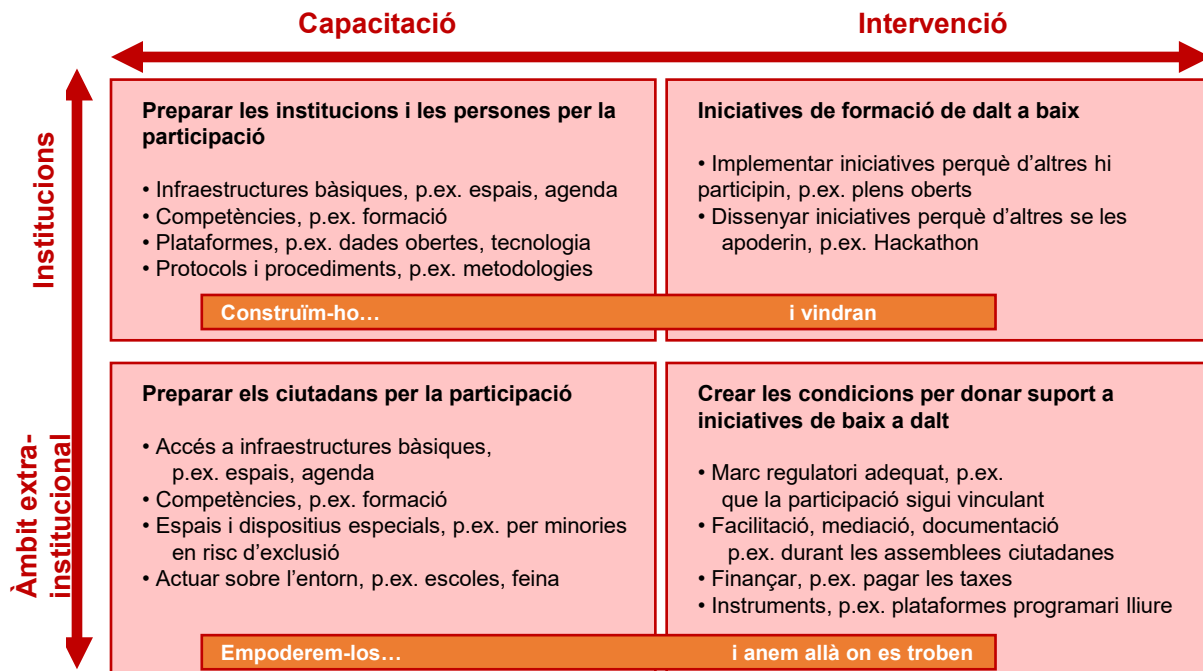 Capacitació
Intervenció
Institucions
Preparar les institucions i les persones per la
participació
• Infraestructures bàsiques, p.ex. espais, agenda
• Competències, p.ex. formació
• Plataformes, p.ex. dades obertes, tecnologia
• Protocols i procediments, p.ex. metodologies
Iniciatives de formació de dalt a baix
• Implementar iniciatives perquè d’altres hi
participin, p.ex. plens oberts
• Dissenyar iniciatives perquè d’altres se les
apoderin, p.ex. Hackathon
Construïm-ho…
i vindran
Àmbit extra-
institucional
Preparar els ciutadans per la participació
• Accés a infraestructures bàsiques,
p.ex. espais, agenda
• Competències, p.ex. formació
• Espais i dispositius especials, p.ex. per minories
en risc d’exclusió
• Actuar sobre l’entorn, p.ex. escoles, feina
Crear les condicions per donar suport a
iniciatives de baix a dalt
• Marc regulatori adequat, p.ex.
que la participació sigui vinculant
• Facilitació, mediació, documentació
p.ex. durant les assemblees ciutadanes
• Finançar, p.ex. pagar les taxes
• Instruments, p.ex. plataformes programari lliure
Empoderem-los…
i anem allà on es troben